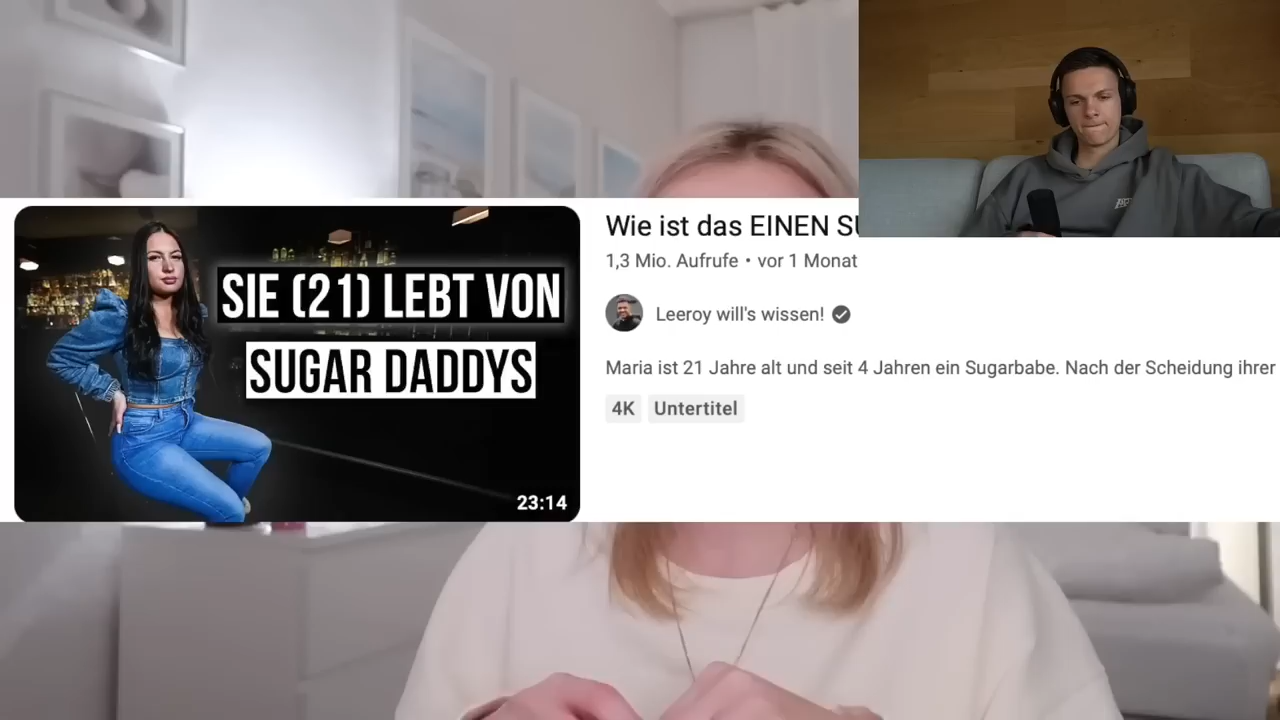 SIE (21) LEBT VON
SUGAR DADDYS
23:14
Wie ist das EINEN
1,3 Mio. Aufrufe • vor 1 Monat
Leeroy will's wissen!
Maria ist 21 Jahre alt und seit 4 Jahren ein Sugarbabe. Nach der Scheidung ihrer
4K
Untertitel